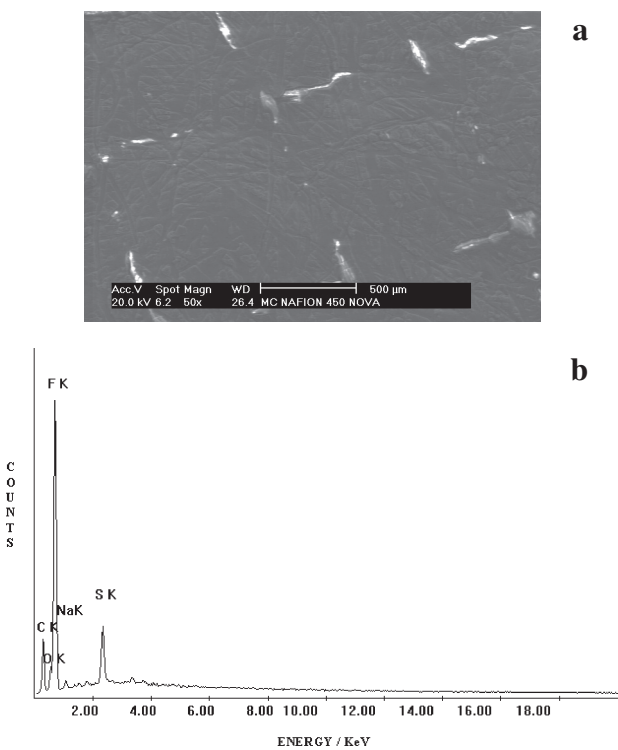 a
Acc.V Spot Magn WD 500 µm
20.0 kV 6.2 50x 26.4 MC NAFION 450 NOVA
b
F K
COUNTS
S K
NaK
C K
O K
2.00 4.00 6.00 8.00 10.00 12.00 14.00 16.00 18.00
ENERGY / KeV